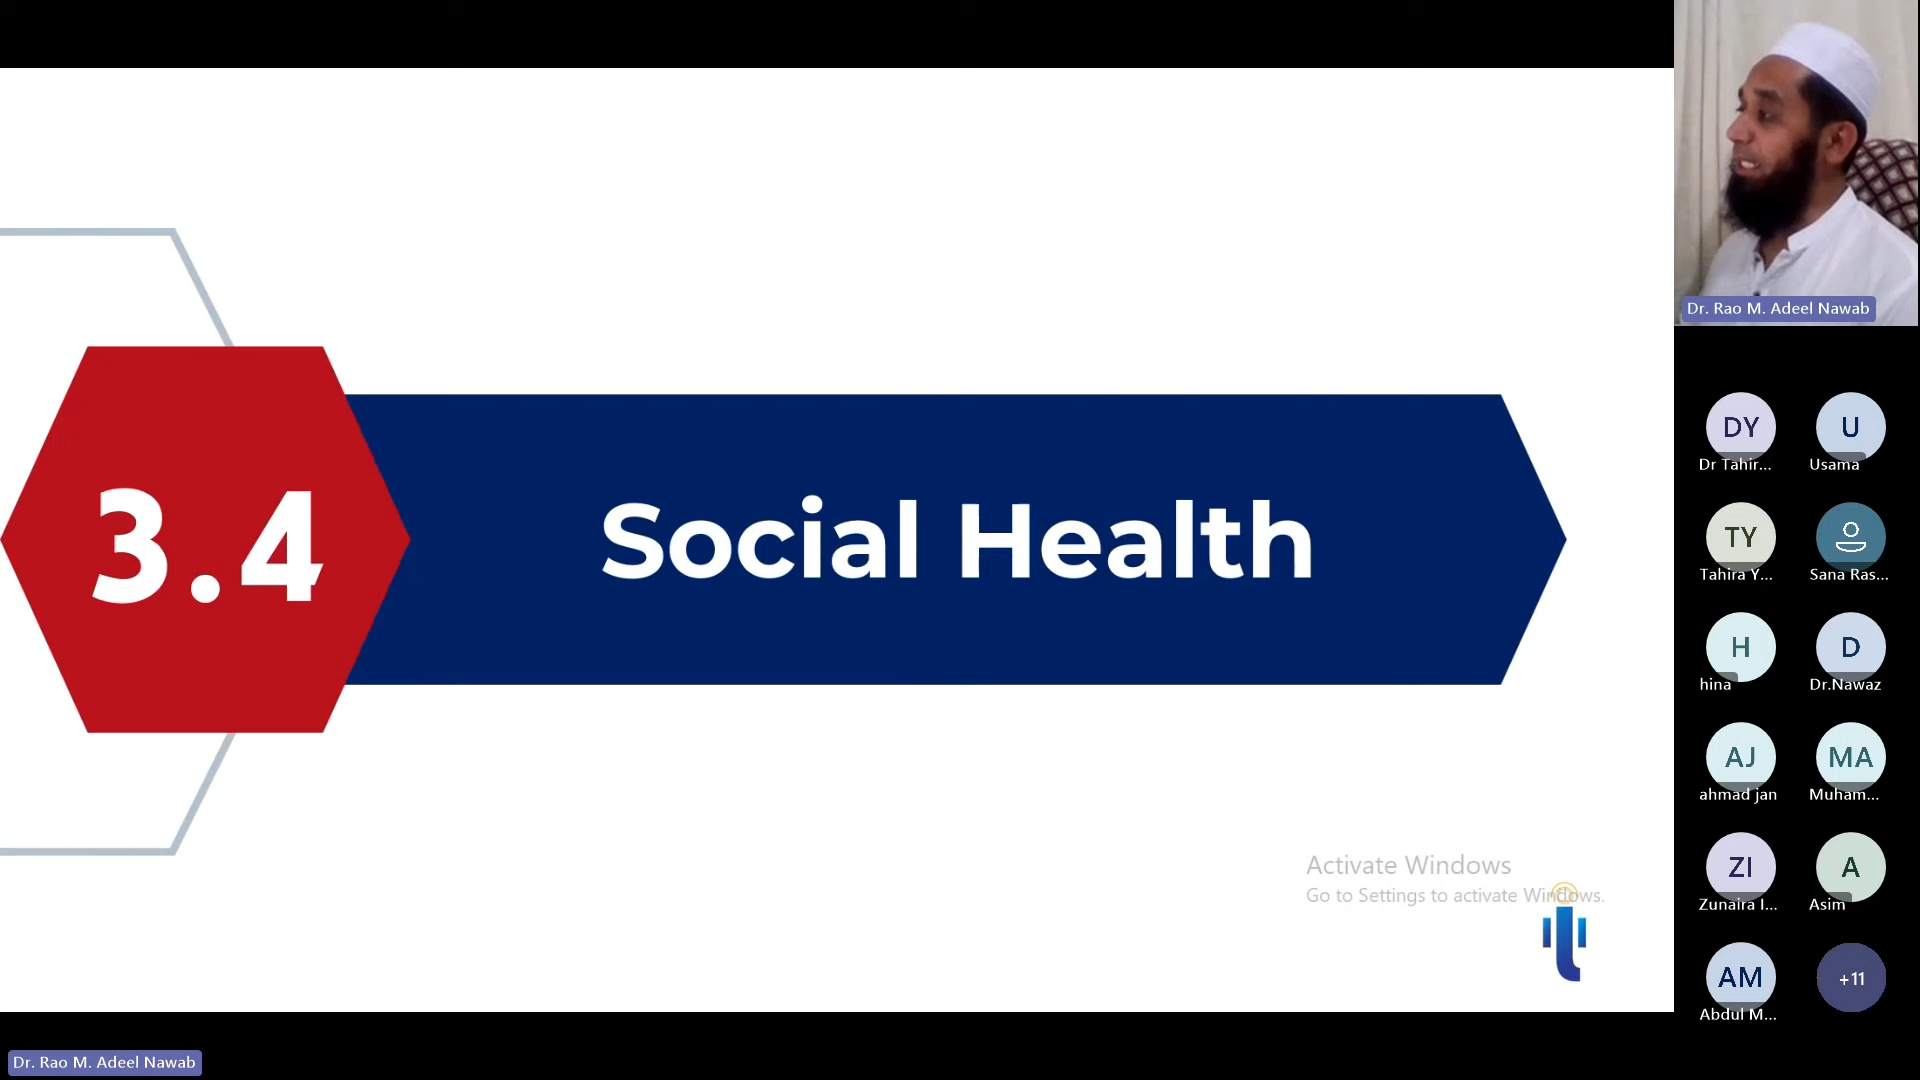 3.4
Social Health
Activate Windows
Go to Settings to activate Windows.
Dr. Rao M. Adeel Nawab
DY
U
Dr Tahir...
Usama
TY
Tahira Y...
Sana Ras...
H
D
hina
Dr.Nawaz
AJ
MA
ahmad jan
Muham...
ZI
A
Zunaira I...
Asim
AM
+11
Abdul M...
Dr. Rao M. Adeel Nawab